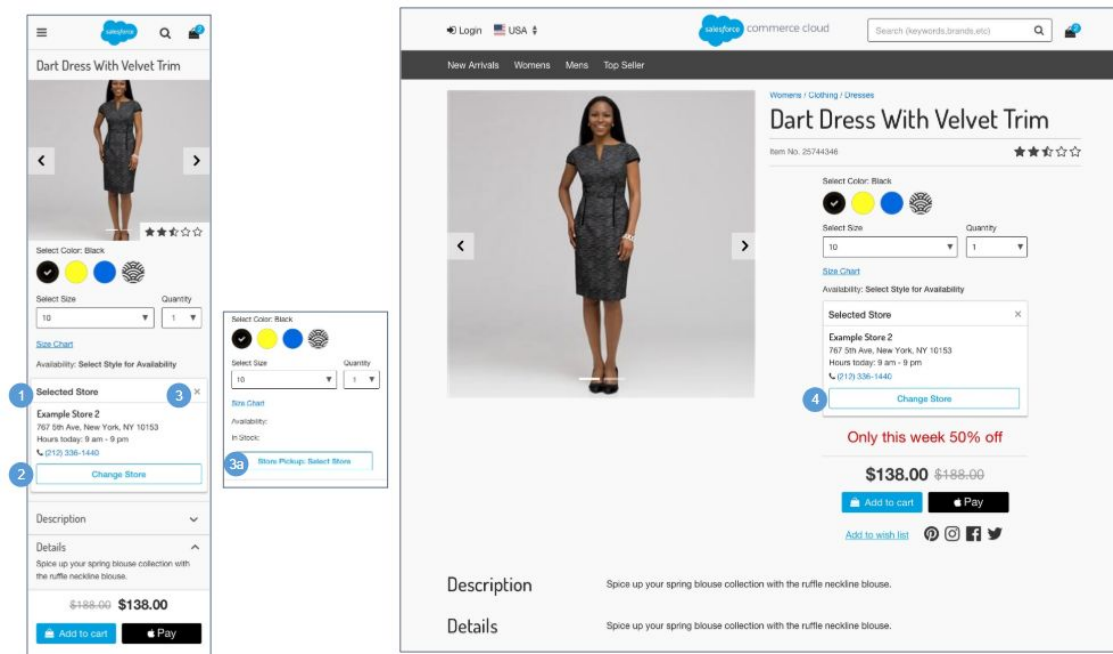 salesforce
2
Dart Dress With Velvet Trim
Select Color: Black
Select Size
Quantity
10
1
Size Chart
Availability: Select Style for Availability
1
Selected Store
3
×
Example Store 2
767 5th Ave, New York, NY 10153
Hours today: 9 am - 9 pm
(212) 336-1440
2
Change Store
Description
Details
Spice up your spring blouse collection with
the ruffle neckline blouse.
$188.00 $138.00
Add to cart
Pay
Select Color: Black
Select Size
Quantity
10
1
Size Chart
Availability:
In Stock:
3a
Store Pickup: Select Store
Login
USA
salesforce commerce cloud
Search (keywords,brands,etc)
2
New Arrivals Womens Mens Top Seller
Womens / Clothing / Dresses
Dart Dress With Velvet Trim
Item No. 25744346
Select Color: Black
Select Size
Quantity
10
1
Size Chart
Availability: Select Style for Availability
Selected Store
×
Example Store 2
767 5th Ave, New York, NY 10153
Hours today: 9 am - 9 pm
(212) 336-1440
4
Change Store
Only this week 50% off
$138.00 $188.00
Add to cart
Pay
Add to wish list
Description
Spice up your spring blouse collection with the ruffle neckline blouse.
Details
Spice up your spring blouse collection with the ruffle neckline blouse.